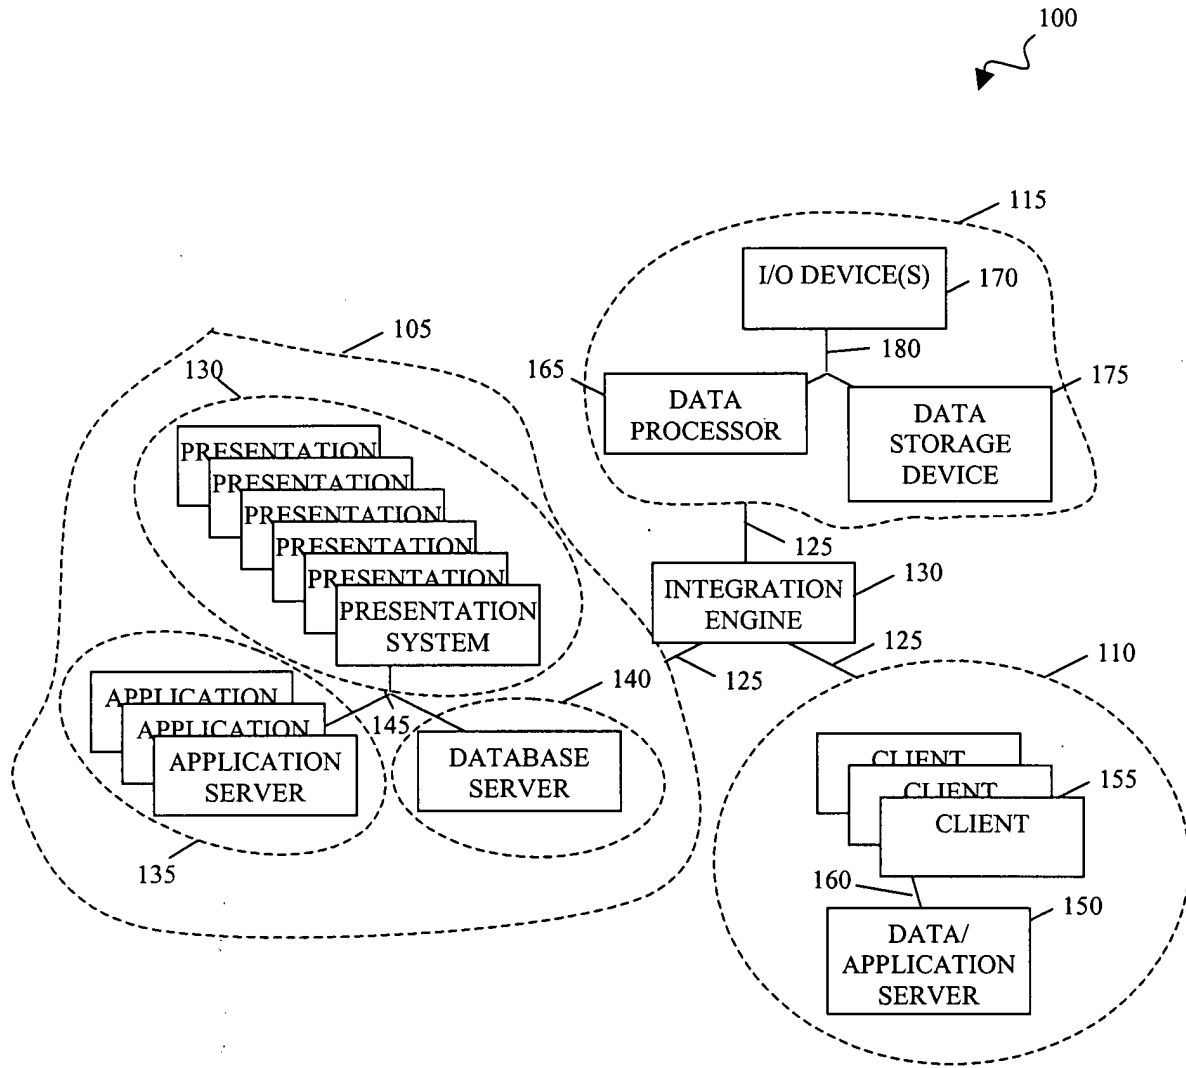 100
115
I/O DEVICE(S)
170
105
180
130
165
175
DATA
PROCESSOR
DATA
STORAGE
DEVICE
PRESENTATION
PRESENTATION
PRESENTATION
PRESENTATION
PRESENTATION
PRESENTATION
SYSTEM
125
INTEGRATION
ENGINE
130
125
125
110
140
145
APPLICATION
APPLICATION
APPLICATION
SERVER
DATABASE
SERVER
135
CLIENT
CLIENT
CLIENT
155
160
150
DATA/
APPLICATION
SERVER